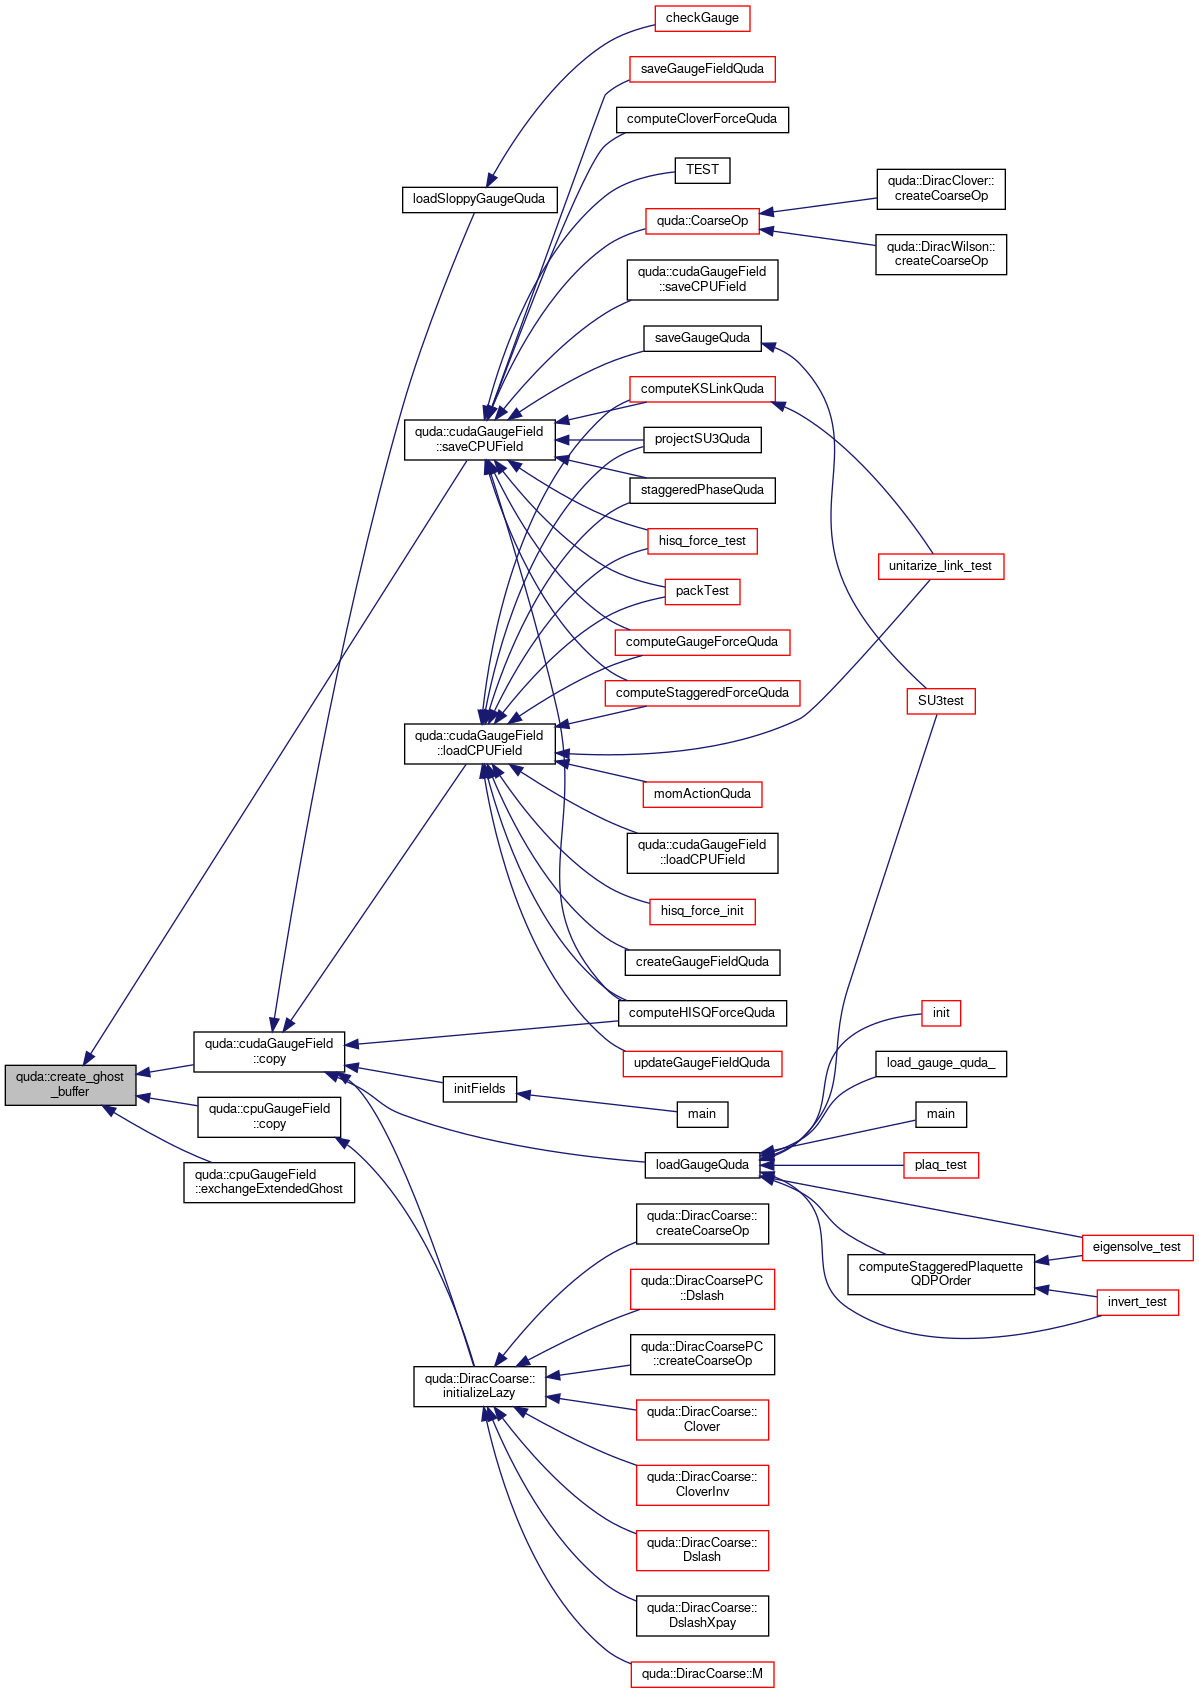 checkGauge
saveGaugeFieldQuda
computeCloverForceQuda
TEST
loadSloppyGaugeQuda
quda::DiracClover::
createCoarseOp
quda::CoarseOp
quda::DiracWilson::
createCoarseOp
quda::cudaGaugeField
::saveCPUField
saveGaugeQuda
computeKSLinkQuda
quda::cudaGaugeField
::saveCPUField
projectSU3Quda
staggeredPhaseQuda
hisq_force_test
unitarize_link_test
packTest
computeGaugeForceQuda
computeStaggeredForceQuda
SU3test
quda::cudaGaugeField
::loadCPUField
momActionQuda
quda::cudaGaugeField
::loadCPUField
hisq_force_init
createGaugeFieldQuda
computeHISQForceQuda
init
quda::cudaGaugeField
::copy
updateGaugeFieldQuda
load_gauge_quda_
quda::create_ghost
_buffer
initFields
main
main
quda::cpuGaugeField
::copy
loadGaugeQuda
plaq_test
quda::cpuGaugeField
::exchangeExtendedGhost
quda::DiracCoarse::
createCoarseOp
eigensolve_test
computeStaggeredPlaquette
QDPOrder
quda::DiracCoarsePC
::Dslash
invert_test
quda::DiracCoarsePC
::createCoarseOp
quda::DiracCoarse::
initializeLazy
quda::DiracCoarse::
Clover
quda::DiracCoarse::
CloverInv
quda::DiracCoarse::
Dslash
quda::DiracCoarse::
DslashXpay
quda::DiracCoarse::M